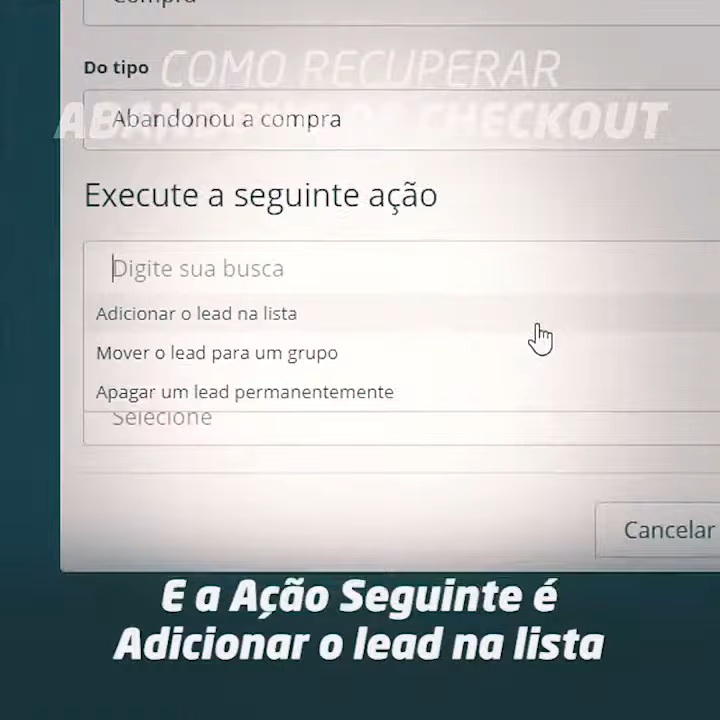 Compra
Do tipo
COMO RECUPERAR
Abandonou a compra
CHECKOUT
Execute a seguinte ação
Digite sua busca
Adicionar o lead na lista
Mover o lead para um grupo
Apagar um lead permanentemente
Selecione
Cancelar
E a Ação Seguinte é
Adicionar o lead na lista